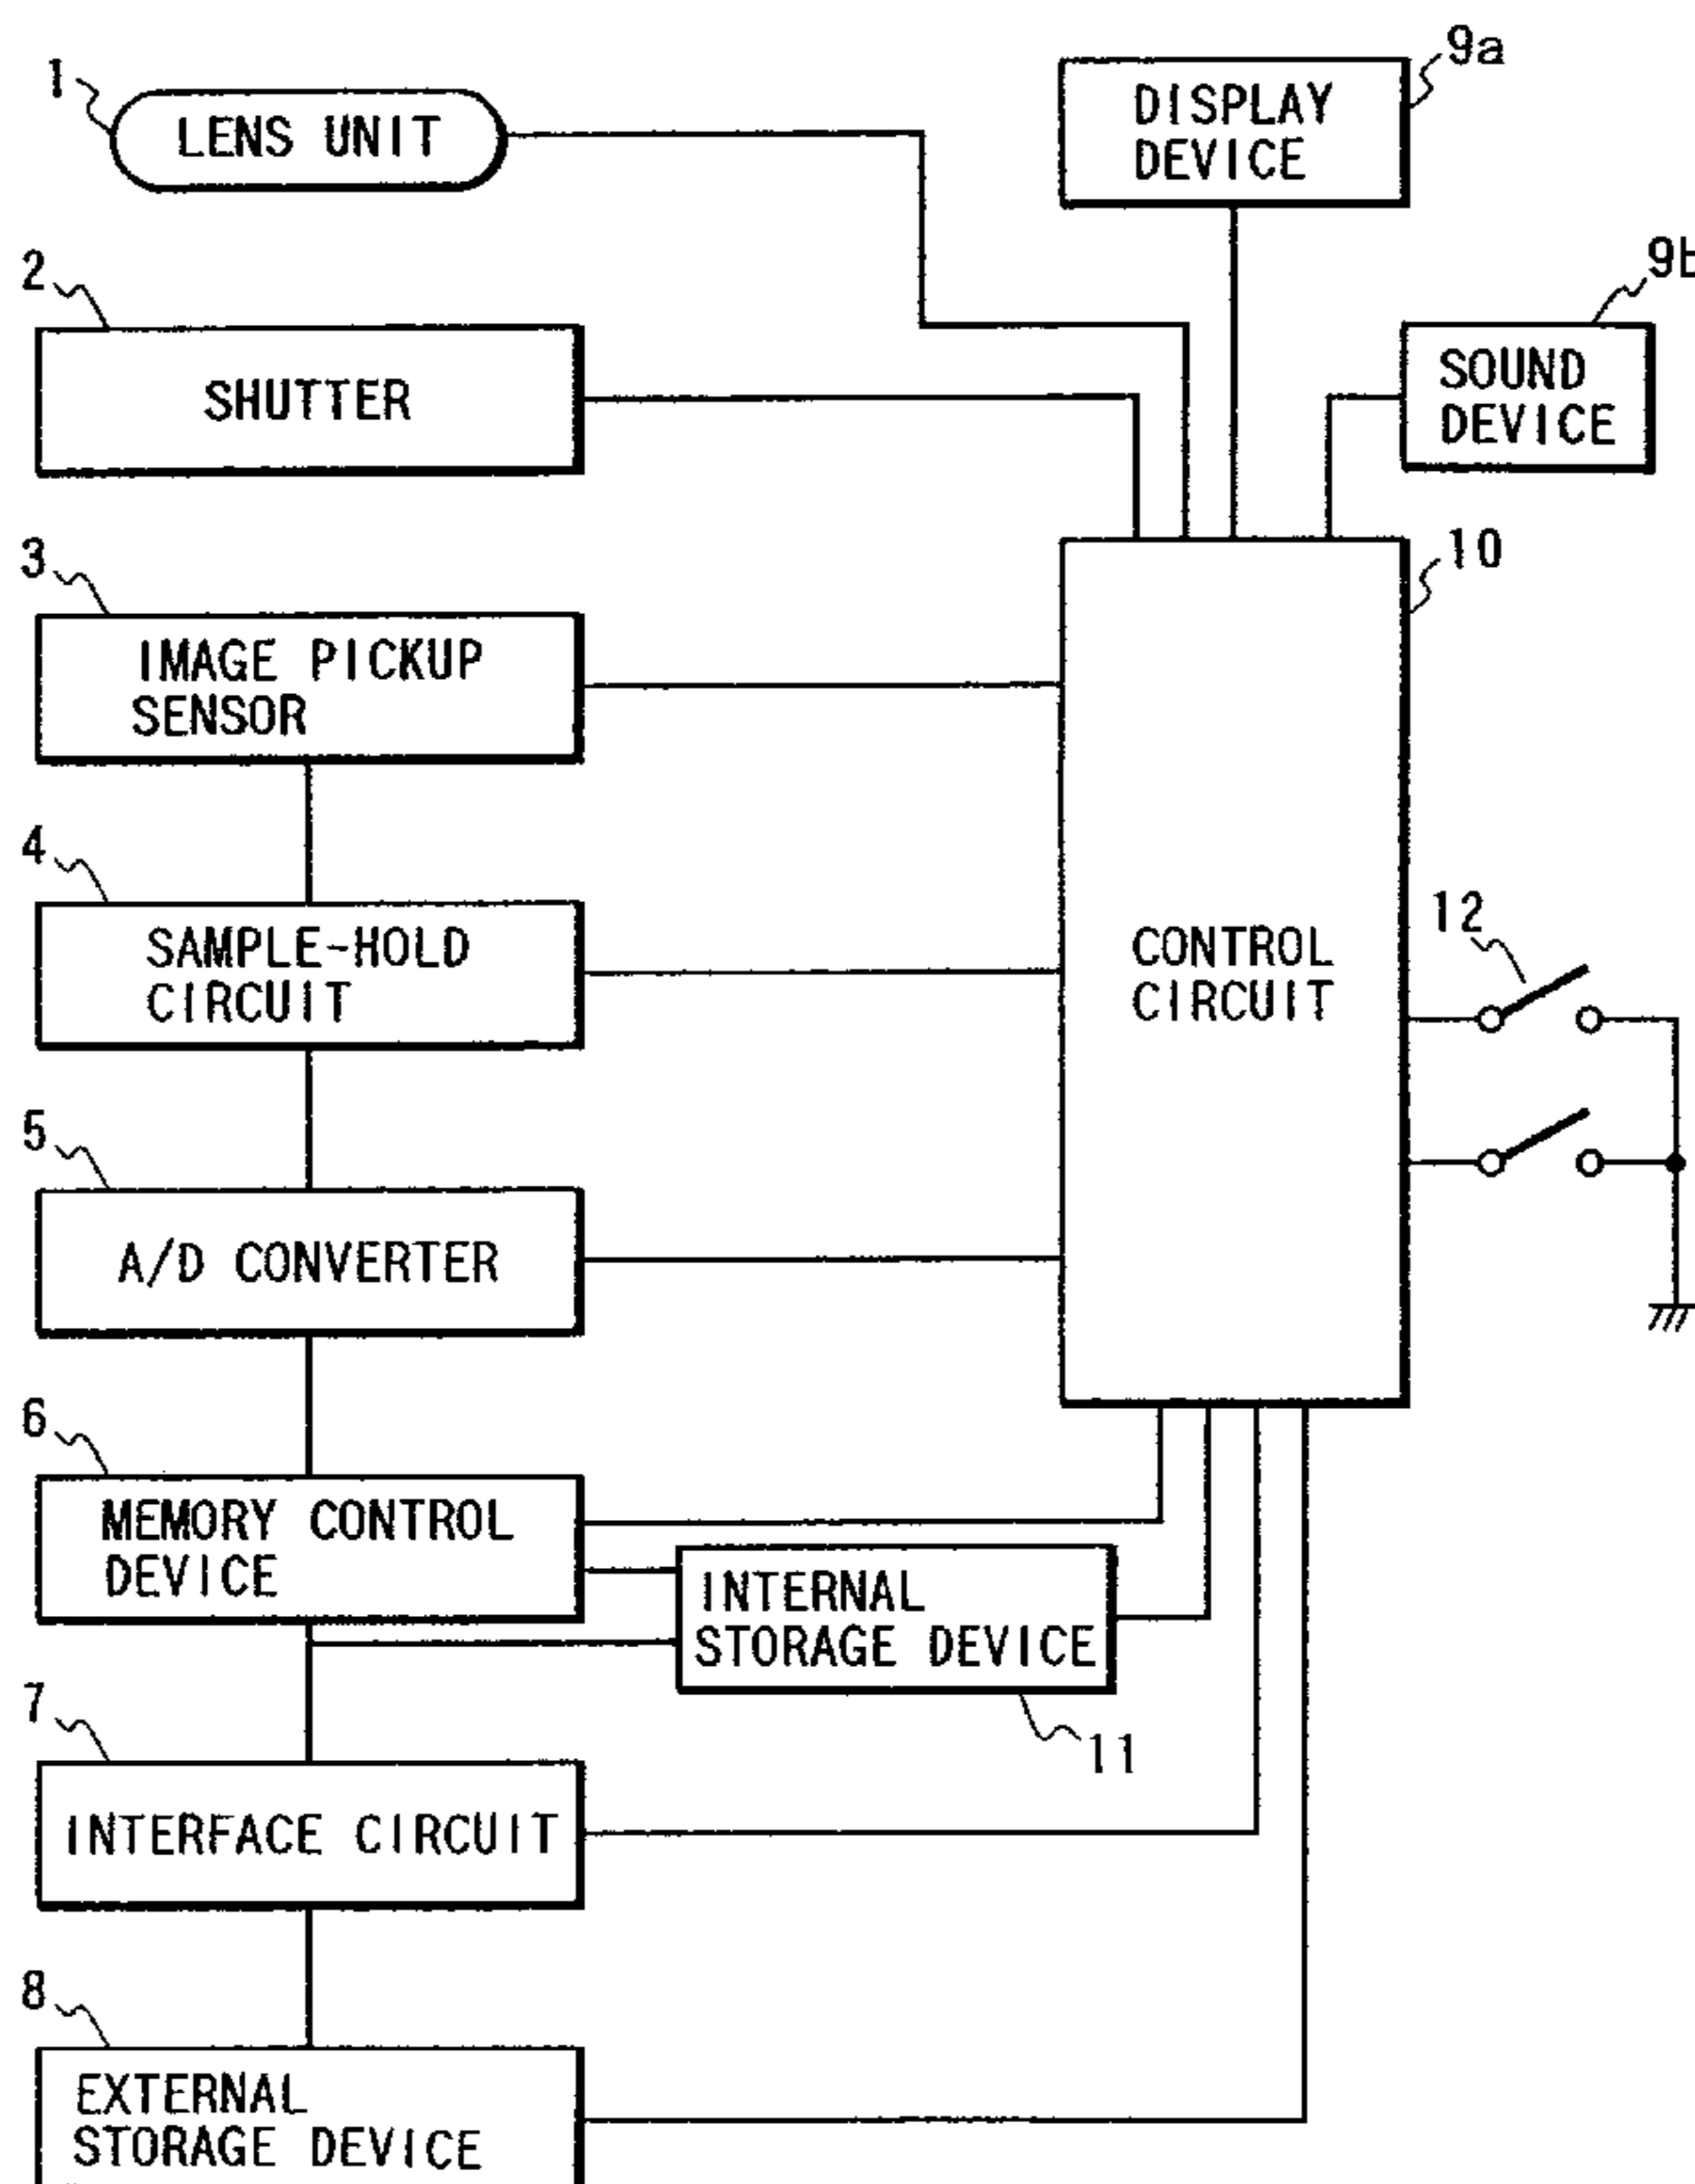 1
LENS UNIT
9a
DISPLAY
DEVICE
2
SHUTTER
9b
SOUND
DEVICE
3
IMAGE PICKUP
SENSOR
10
CONTROL
CIRCUIT
4
SAMPLE-HOLD
CIRCUIT
12
5
A/D CONVERTER
6
MEMORY CONTROL
DEVICE
INTERNAL
STORAGE DEVICE
11
7
INTERFACE CIRCUIT
8
EXTERNAL
STORAGE DEVICE